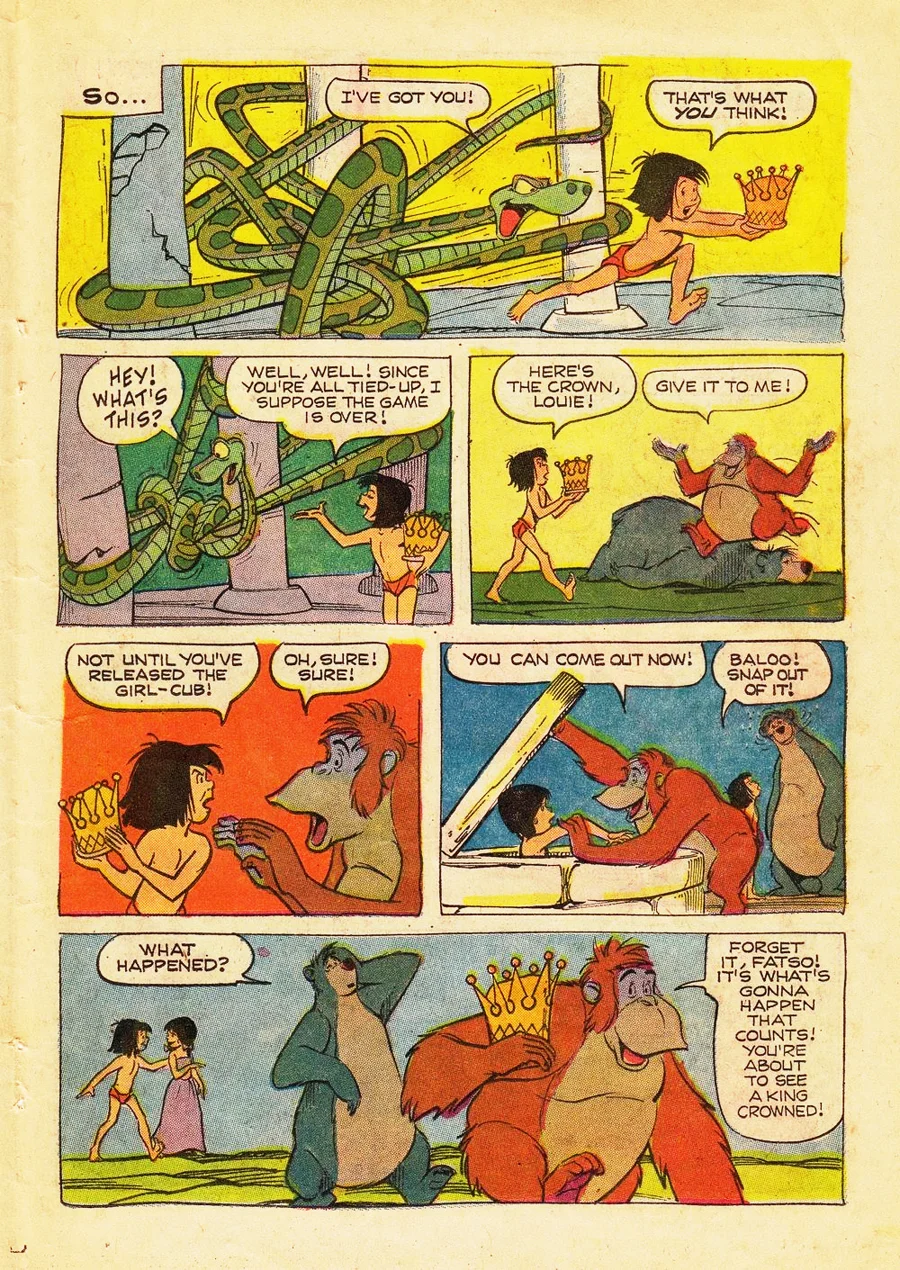 So...
I'VE GOT YOU!
THAT'S WHAT
YOU THINK!
HEY!
WHAT'S
THIS?
WELL, WELL! SINCE
YOU'RE ALL TIED-UP, I
SUPPOSE THE GAME
IS OVER!
HERE'S
THE CROWN,
LOUIE!
GIVE IT TO ME!
NOT UNTIL YOU'VE
RELEASED THE
GIRL-CUB!
OH, SURE!
SURE!
YOU CAN COME OUT NOW!
BALOO!
SNAP OUT
OF IT!
WHAT
HAPPENED?
FORGET
IT, FATSO!
IT'S WHAT'S
GONNA
HAPPEN
THAT
COUNTS!
YOU'RE
ABOUT
TO SEE
A KING
CROWNED!